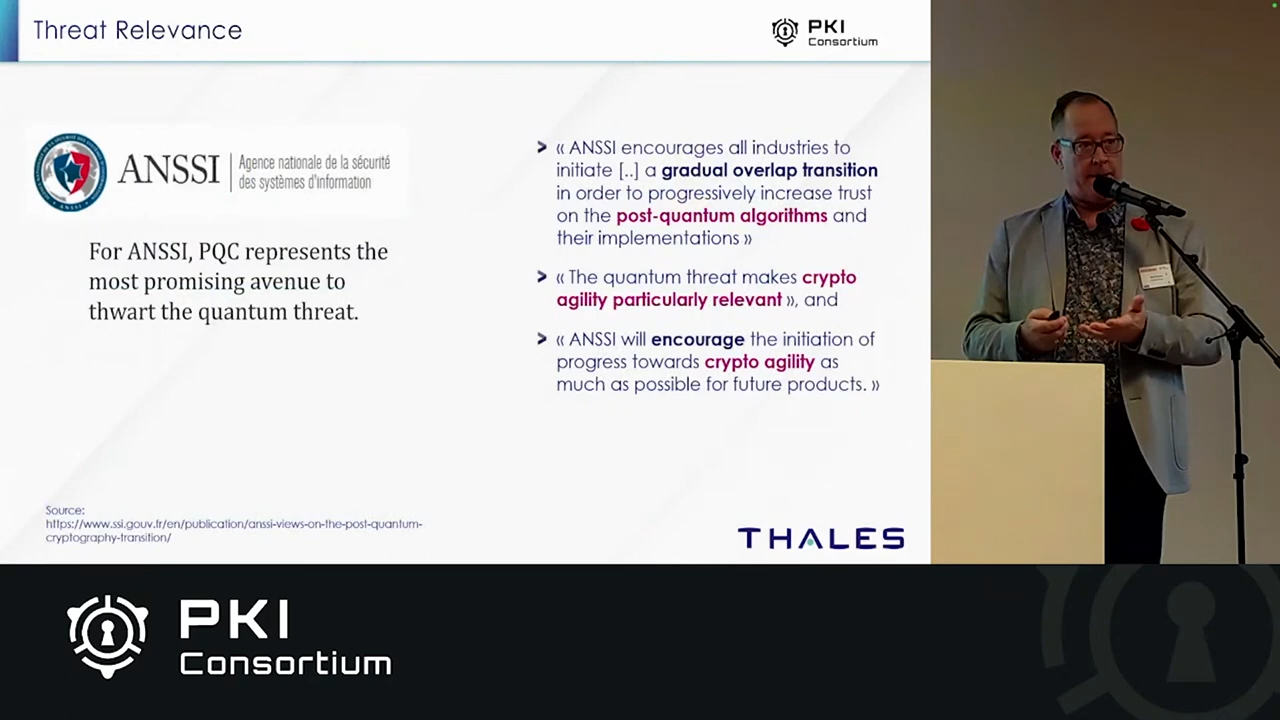 Threat Relevance
PKI
Consortium
ANSSI
Agence nationale de la sécurité
des systèmes d'information
For ANSSI, PQC represents the
most promising avenue to
thwart the quantum threat.
> « ANSSI encourages all industries to
initiate [..] a gradual overlap transition
in order to progressively increase trust
on the post-quantum algorithms and
their implementations »
> « The quantum threat makes crypto
agility particularly relevant », and
> « ANSSI will encourage the initiation of
progress towards crypto agility as
much as possible for future products. »
Source:
https://www.ssi.gouv.fr/en/publication/anssi-views-on-the-post-quantum-
cryptography-transition/
THALES
PKI
Consortium